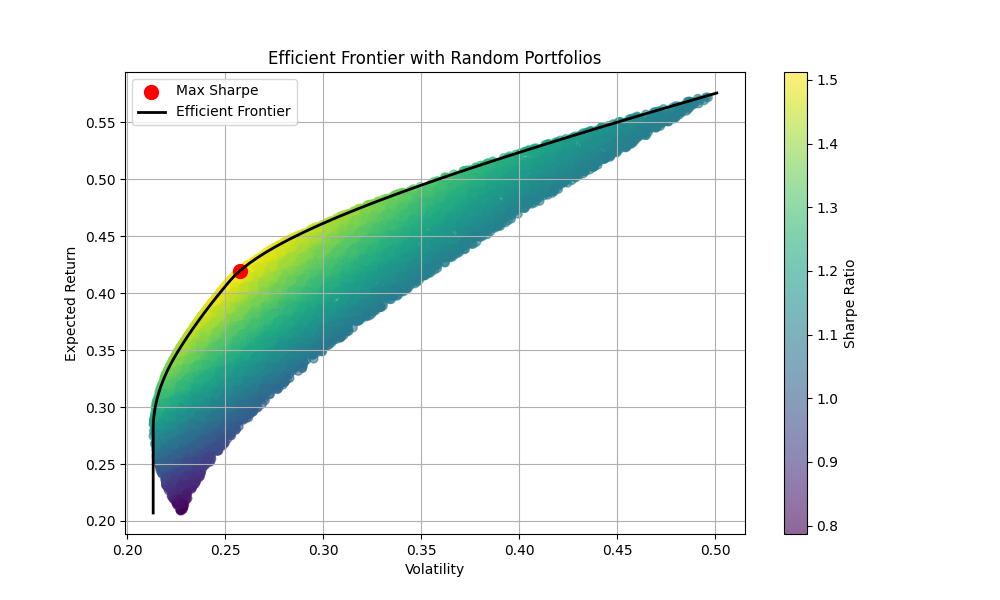 Efficient Frontier with Random Portfolios
Max Sharpe
Efficient Frontier
Expected Return
0.55
0.50
0.45
0.40
0.35
0.30
0.25
0.20
0.20 0.25 0.30 0.35 0.40 0.45 0.50
Volatility
1.5
1.4
1.3
1.2
1.1
1.0
0.9
0.8
Sharpe Ratio